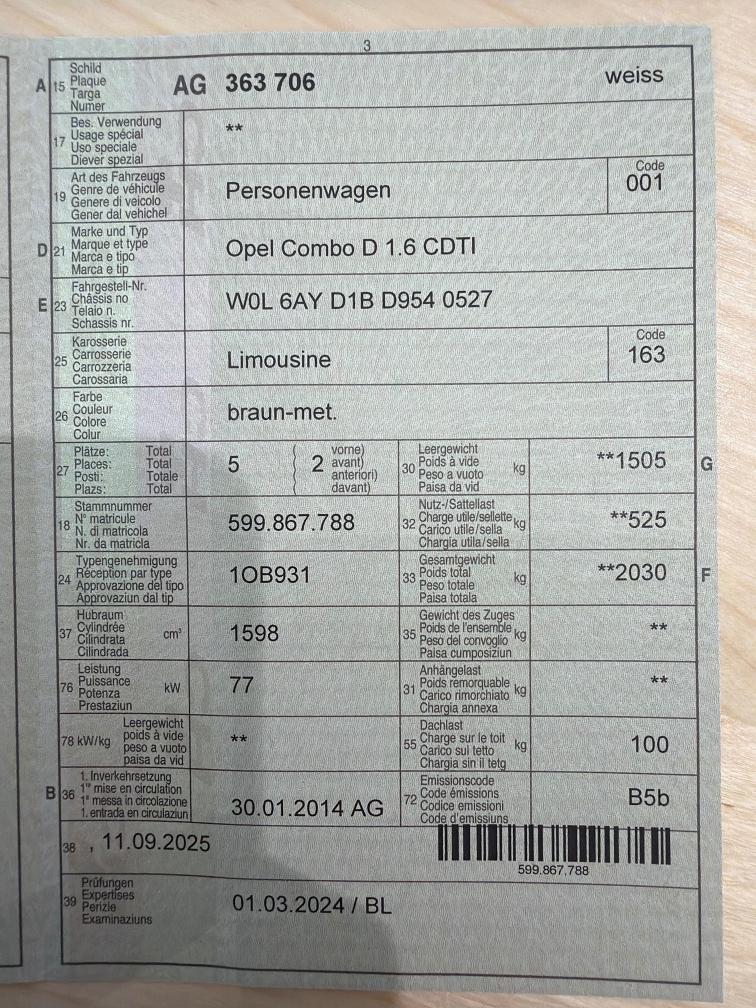 3
A 15 Schild
Plaque
Targa
Numer
AG 363 706 weiss
17 Bes. Verwendung
Usage spécial
Uso speciale
Diever spezial
**
19 Art des Fahrzeugs
Genre de véhicule
Genere di veicolo
Gener dal vehichel
Personenwagen
Code
001
D 21 Marke und Typ
Marque et type
Marca e tipo
Marca e tip
Opel Combo D 1.6 CDTI
E 23 Fahrgestell-Nr.
Châssis no
Telaio n.
Schassis nr.
W0L 6AY D1B D954 0527
25 Karosserie
Carrosserie
Carrozzeria
Carossaria
Limousine
Code
163
26 Farbe
Couleur
Colore
Colur
braun-met.
27 Plätze: Total
Places: Total
Posti: Totale
Plazs: Total
5 ( 2 vorne)
avant)
anteriori)
davant)
30 Leergewicht
Poids à vide
Peso a vuoto
Paisa da vid
kg
**1505 G
18 Stammnummer
N° matricule
N. di matricola
Nr. da matricla
599.867.788
32 Nutz-/Sattellast
Charge utile/sellette
Carico utile/sella
Chargia utila/sella
kg
**525
24 Typengenehmigung
Réception par type
Approvazione del tipo
Approvaziun dal tip
1OB931
33 Gesamtgewicht
Poids total
Peso totale
Paisa totala
kg
**2030 F
37 Hubraum
Cylindrée
Cilindrata
Cilindrada
cm³
1598
35 Gewicht des Zuges
Poids de l'ensemble
Peso del convoglio
Paisa cumposiziun
kg
**
76 Leistung
Puissance
Potenza
Prestaziun
kW
77
31 Anhängelast
Poids remorquable
Carico rimorchiato
Chargia annexa
kg
**
78 kW/kg Leergewicht
poids à vide
peso a vuoto
paisa da vid
**
55 Dachlast
Charge sur le toit
Carico sul tetto
Chargia sin il tetg
kg
100
B 36 1. Inverkehrsetzung
1re mise en circulation
1a messa in circolazione
1. entrada en circulaziun
30.01.2014 AG
72 Emissionscode
Code émissions
Codice emissioni
Code d'emissiuns
B5b
38 , 11.09.2025
599.867.788
39 Prüfungen
Expertises
Perizie
Examinaziuns
01.03.2024 / BL